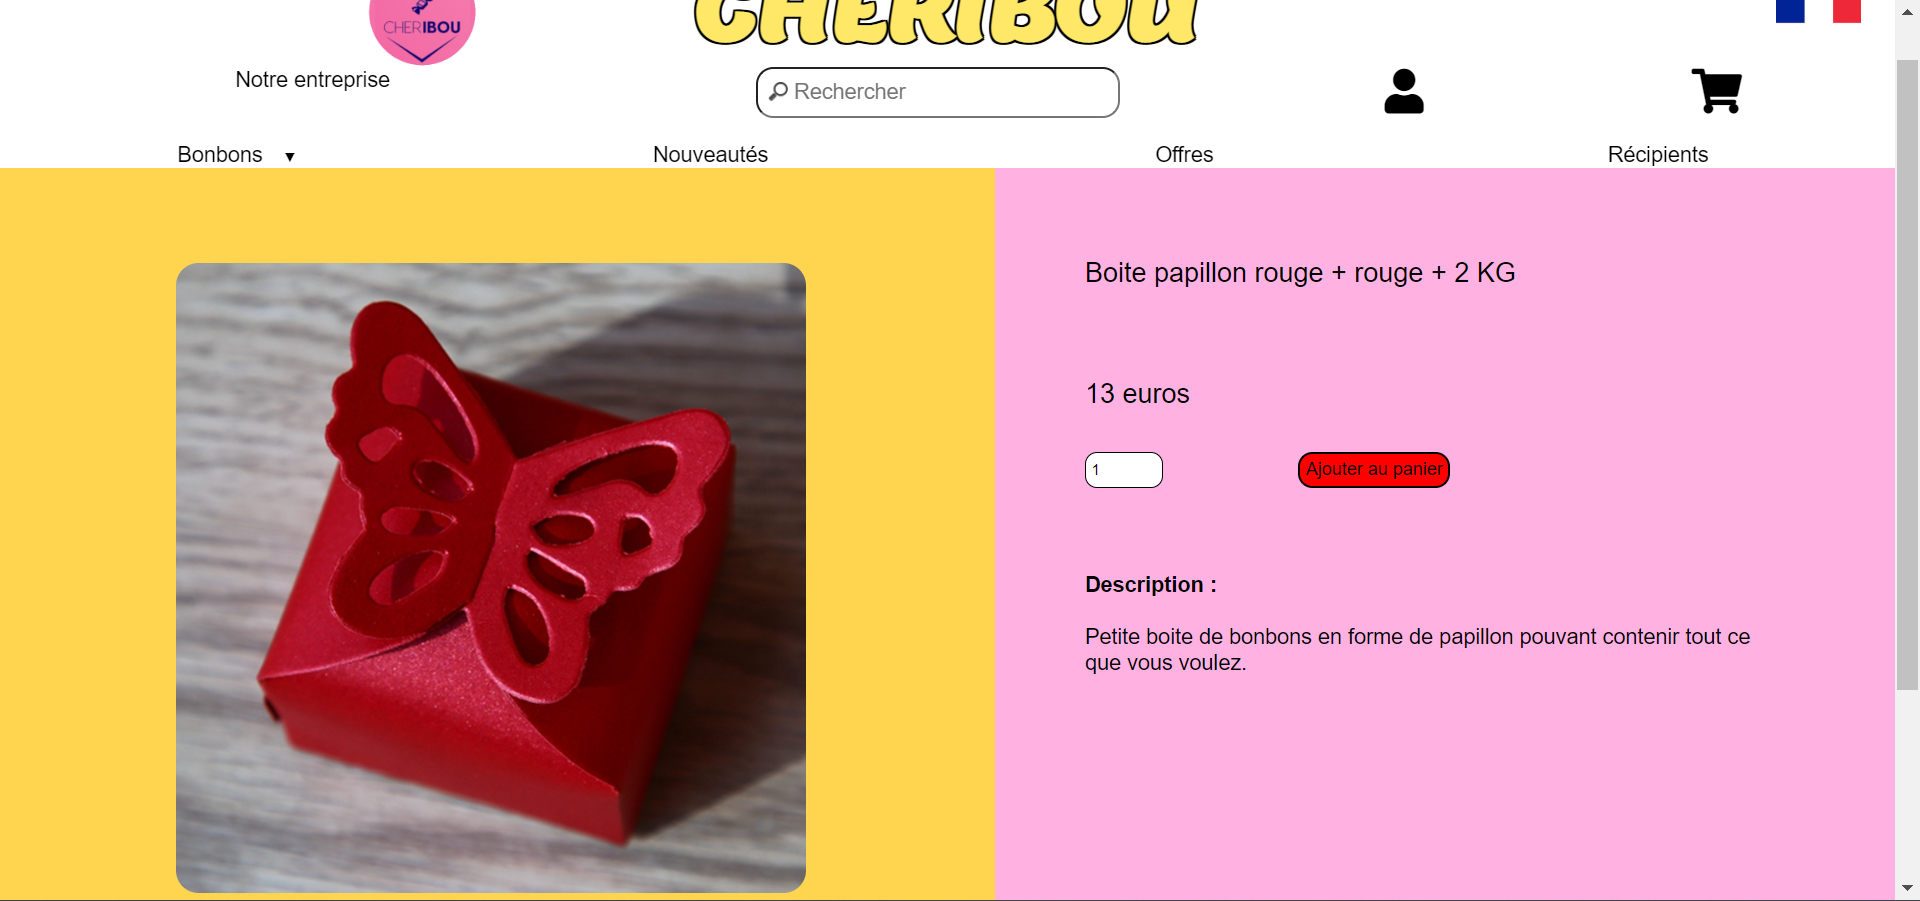 CHERIBOU
CHERIBOU
Notre entreprise
Rechercher
Bonbons ▼
Nouveautés
Offres
Récipients
Boite papillon rouge + rouge + 2 KG
13 euros
1
Ajouter au panier
Description :
Petite boite de bonbons en forme de papillon pouvant contenir tout ce
que vous voulez.